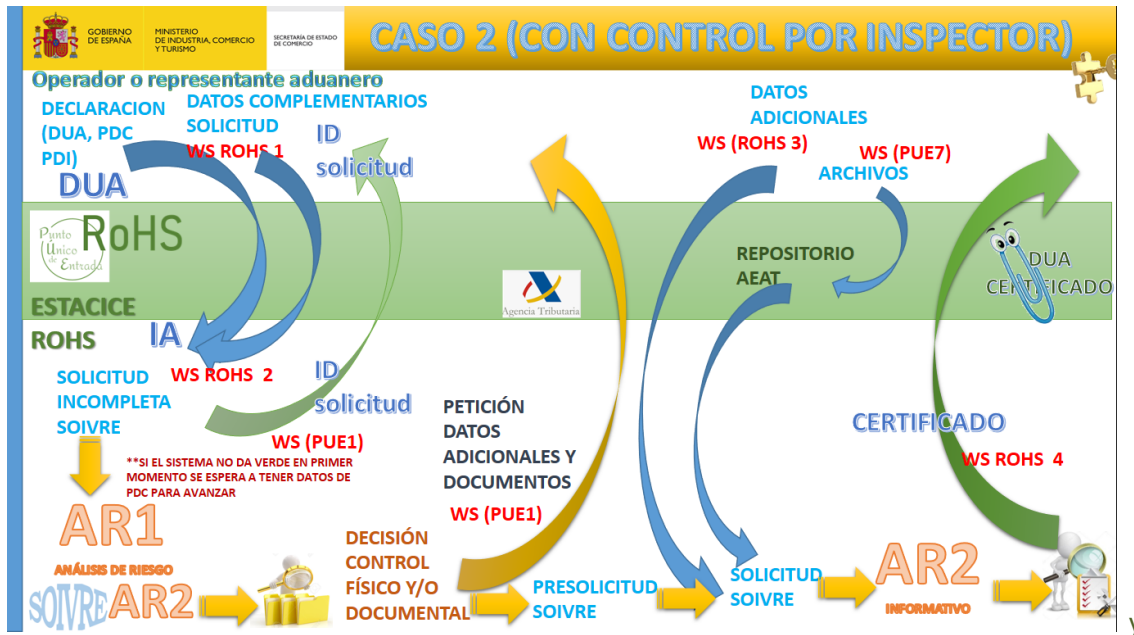 GOBIERNO
DE ESPAÑA
MINISTERIO
DE INDUSTRIA, COMERCIO
Y TURISMO
SECRETARÍA DE ESTADO
DE COMERCIO
CASO 2 (CON CONTROL POR INSPECTOR)
Operador o representante aduanero
DECLARACION
(DUA, PDC
PDI)
DUA
DATOS COMPLEMENTARIOS
SOLICITUD
WS ROHS 1
ID
solicitud
DATOS
ADICIONALES
WS (ROHS 3)
WS (PUE7)
ARCHIVOS
Punto
Único
de
Entrada
RoHS
ESTACICE
ROHS
IA
Agencia Tributaria
REPOSITORIO
AEAT
DUA
CERTIFICADO
SOLICITUD
INCOMPLETA
SOIVRE
WS ROHS 2
ID
solicitud
WS (PUE1)
**SI EL SISTEMA NO DA VERDE EN PRIMER
MOMENTO SE ESPERA A TENER DATOS DE
PDC PARA AVANZAR
PETICIÓN
DATOS
ADICIONALES Y
DOCUMENTOS
WS (PUE1)
CERTIFICADO
WS ROHS 4
AR1
ANÁLISIS DE RIESGO
SOIVRE
AR2
DECISIÓN
CONTROL
FÍSICO Y/O
DOCUMENTAL
PRESOLICITUD
SOIVRE
SOLICITUD
SOIVRE
AR2
INFORMATIVO